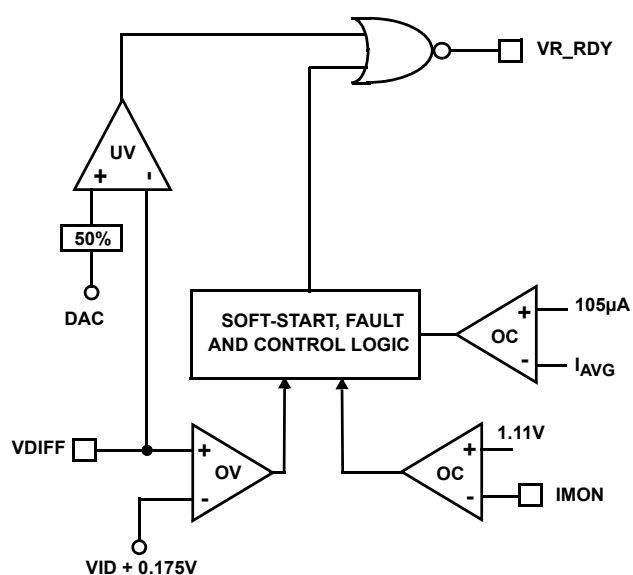 VR_RDY
UV
+ -
50%
DAC
SOFT-START, FAULT
AND CONTROL LOGIC
+
OC
-
105µA
IAVG
VDIFF
+
OV
-
VID + 0.175V
1.11V
+
OC
-
IMON